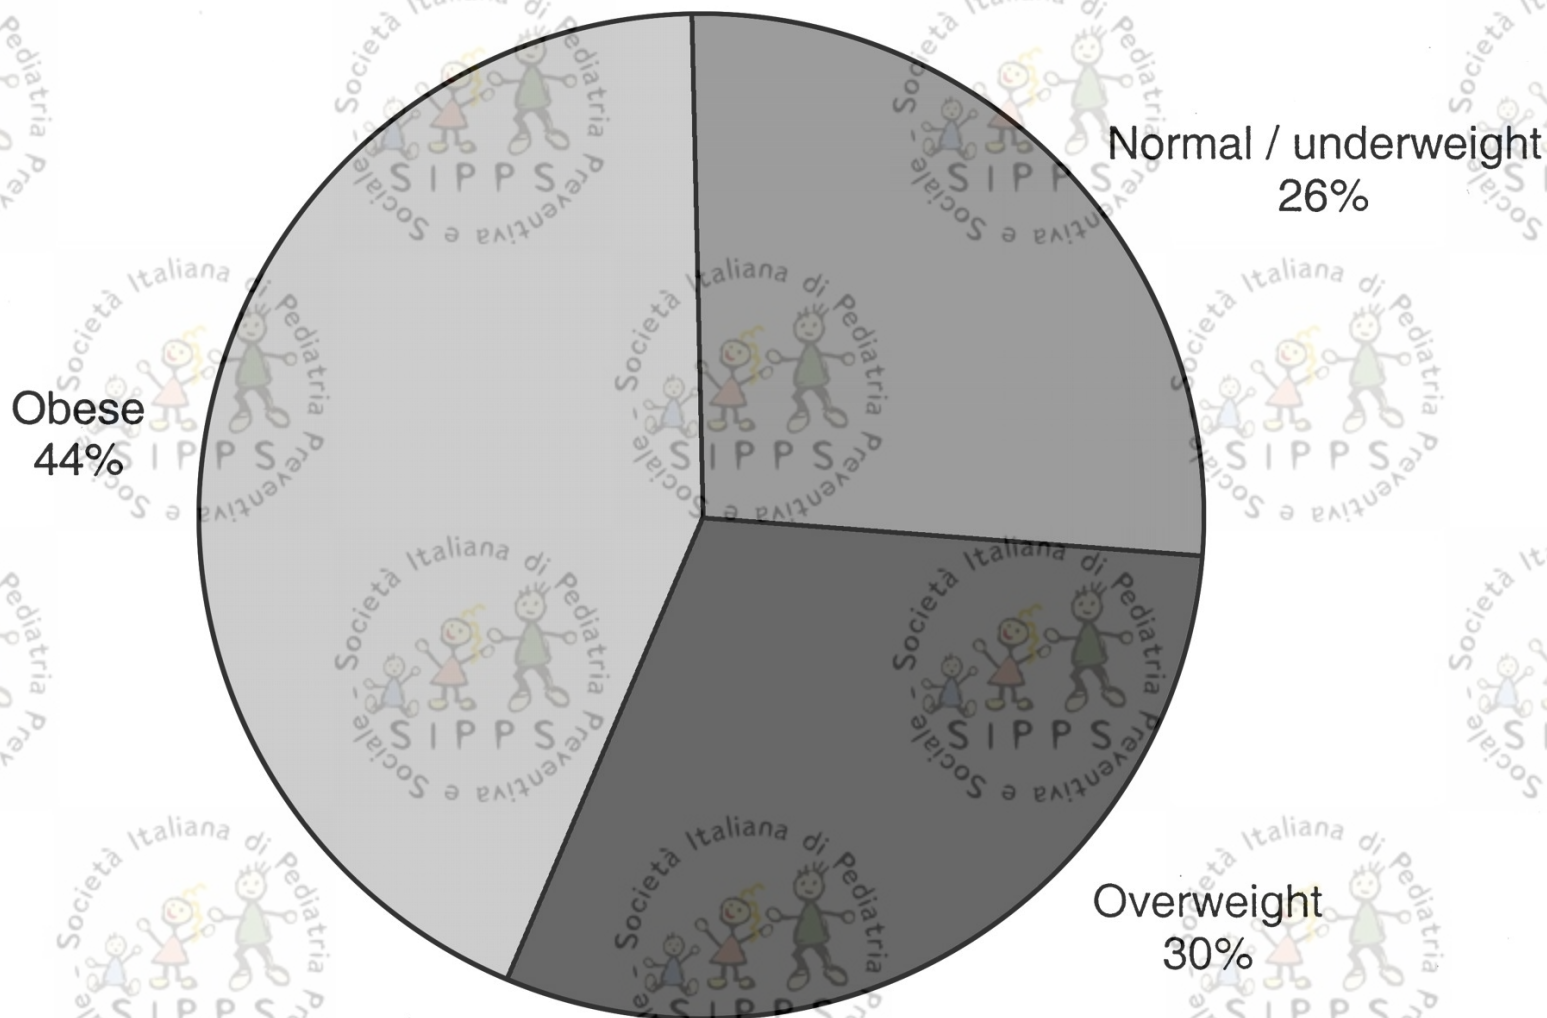 Normal / underweight
26%
Obese
44%
Overweight
30%
Società Italiana di Pediatria Preventiva e Sociale -
SIPPS